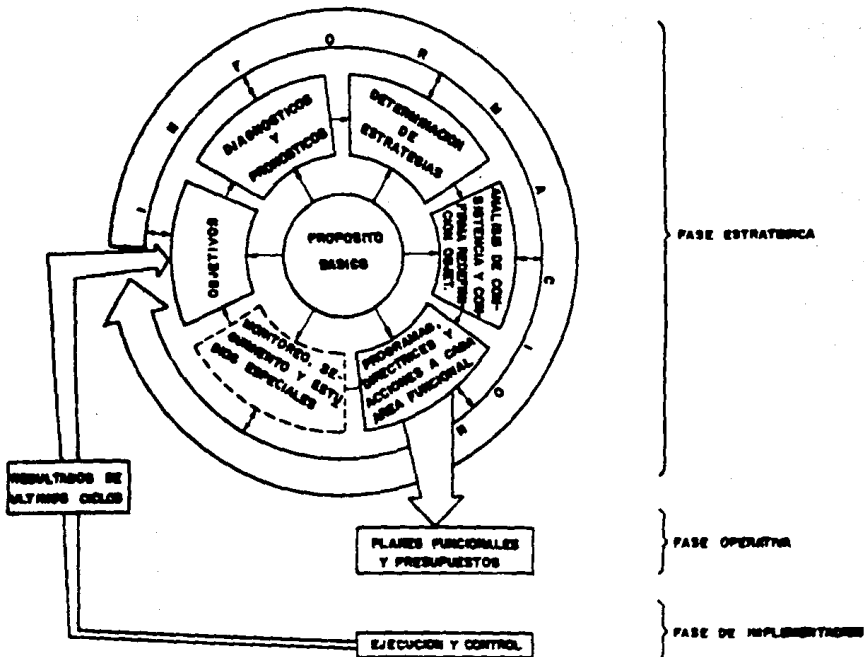 INFORMACION
DIAGNOSTICOS
Y
PRONOSTICOS
DETERMINACION
DE
ESTRATEGIAS
ANALISIS DE CON-
SISTENCIA Y CON-
FIRMA REDEFINI-
CION OBJET.
PROGRAMAS, Y
DIRECTRICES
ACCIONES A CADA
AREA FUNCIONAL
MONITOREO, SE-
GUIMIENTO Y ESTU-
DIOS ESPECIALES
OBJETIVOS
PROPOSITO
BASICO
RESULTADOS DE
ULTIMOS CICLOS
PLANES FUNCIONALES
Y PRESUPUESTOS
EJECUCION Y CONTROL
FASE ESTRATEGICA
FASE OPERATIVA
FASE DE IMPLEMENTACION